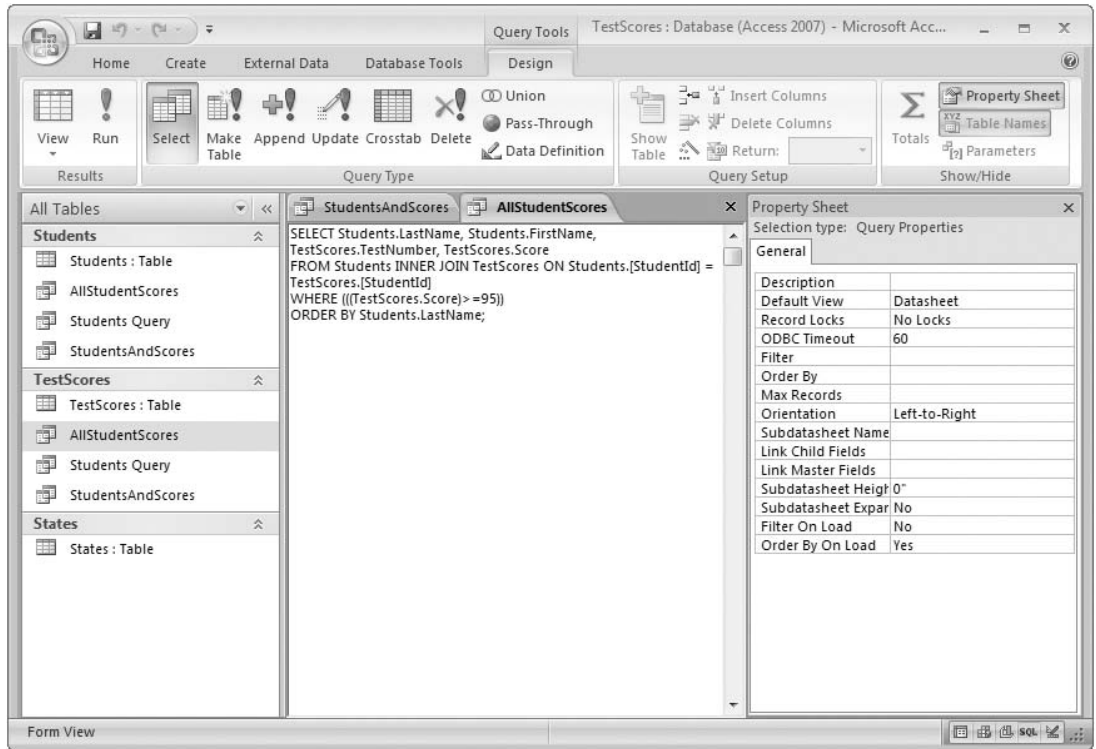 Query Tools
TestScores : Database (Access 2007) - Microsoft Acc...
Home Create External Data Database Tools Design
View
Run
Select
Make Table
Append
Update
Crosstab
Delete
Union
Pass-Through
Data Definition
Show Table
Insert Columns
Delete Columns
Return:
Totals
Property Sheet
XYZ Table Names
[?] Parameters
Results
Query Type
Query Setup
Show/Hide
All Tables
Students
Students : Table
AllStudentScores
Students Query
StudentsAndScores
TestScores
TestScores : Table
AllStudentScores
Students Query
StudentsAndScores
States
States : Table
StudentsAndScores AllStudentScores
SELECT Students.LastName, Students.FirstName,
TestScores.TestNumber, TestScores.Score
FROM Students INNER JOIN TestScores ON Students.[StudentId] =
TestScores.[StudentId]
WHERE (((TestScores.Score)>=95))
ORDER BY Students.LastName;
Property Sheet
Selection type: Query Properties
General
Description
Default View Datasheet
Record Locks No Locks
ODBC Timeout 60
Filter
Order By
Max Records
Orientation Left-to-Right
Subdatasheet Name
Link Child Fields
Link Master Fields
Subdatasheet Heigh 0"
Subdatasheet Expar No
Filter On Load No
Order By On Load Yes
Form View
SQL